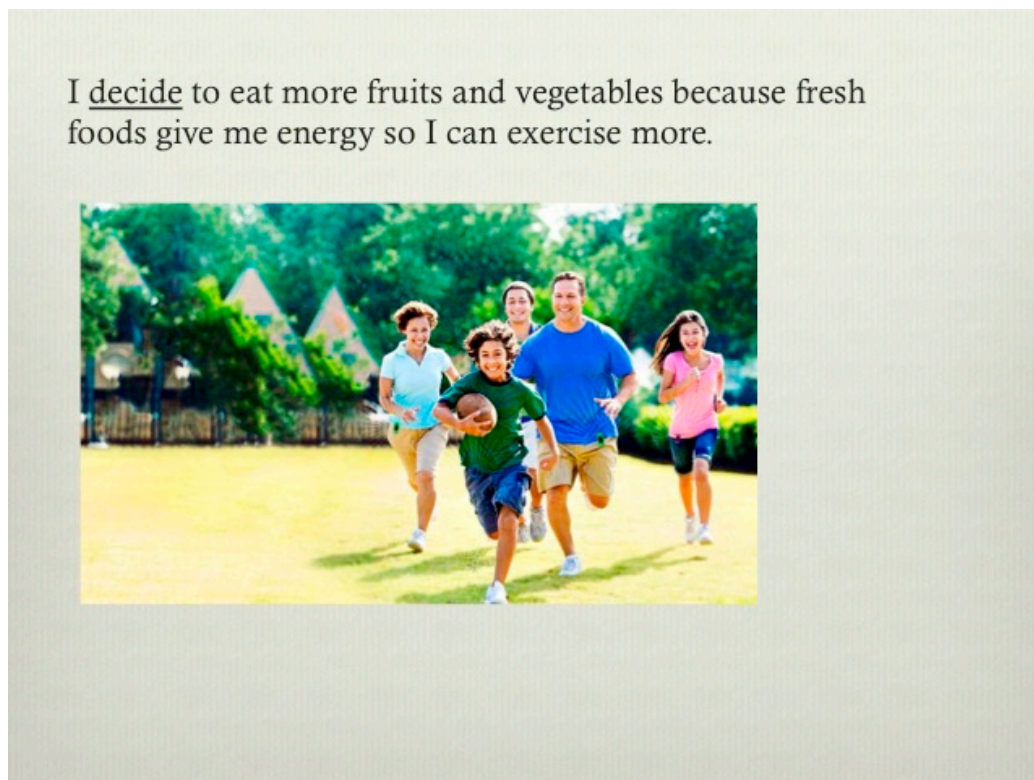 I decide to eat more fruits and vegetables because fresh
foods give me energy so I can exercise more.